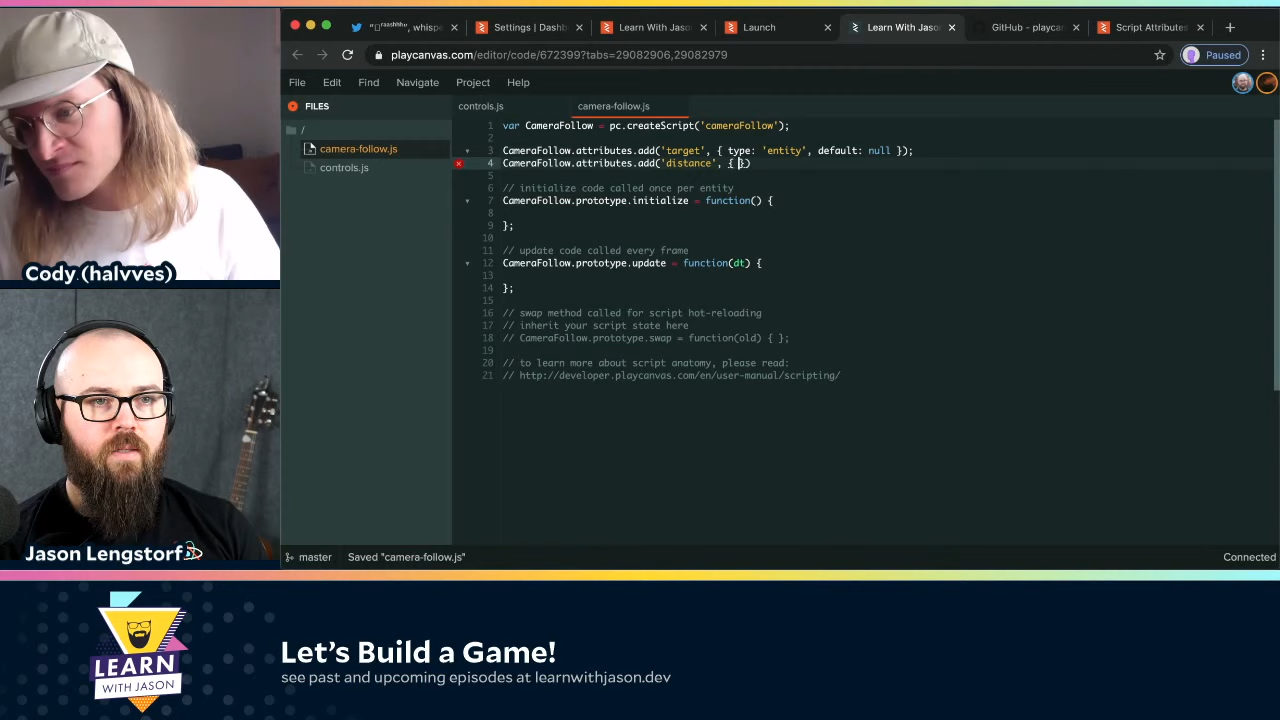 "raashhh", whispe
Settings | Dashb
Learn With Jaso
Launch
Learn With Jaso
GitHub - playca
Script Attributes
playcanvas.com/editor/code/672399?tabs=29082906,29082979
Paused
File Edit Find Navigate Project Help
FILES
controls.js
camera-follow.js
/
camera-follow.js
controls.js
1 var CameraFollow = pc.createScript('cameraFollow');
2
3 CameraFollow.attributes.add('target', { type: 'entity', default: null });
4 CameraFollow.attributes.add('distance', { })
5
6 // initialize code called once per entity
7 CameraFollow.prototype.initialize = function() {
8
9 };
10
11 // update code called every frame
12 CameraFollow.prototype.update = function(dt) {
13
14 };
15
16 // swap method called for script hot-reloading
17 // inherit your script state here
18 // CameraFollow.prototype.swap = function(old) { };
19
20 // to learn more about script anatomy, please read:
21 // http://developer.playcanvas.com/en/user-manual/scripting/
master
Saved "camera-follow.js"
Connected
Cody (halvves)
Jason Lengstorf
LEARN
WITH JASON
Let's Build a Game!
see past and upcoming episodes at learnwithjason.dev